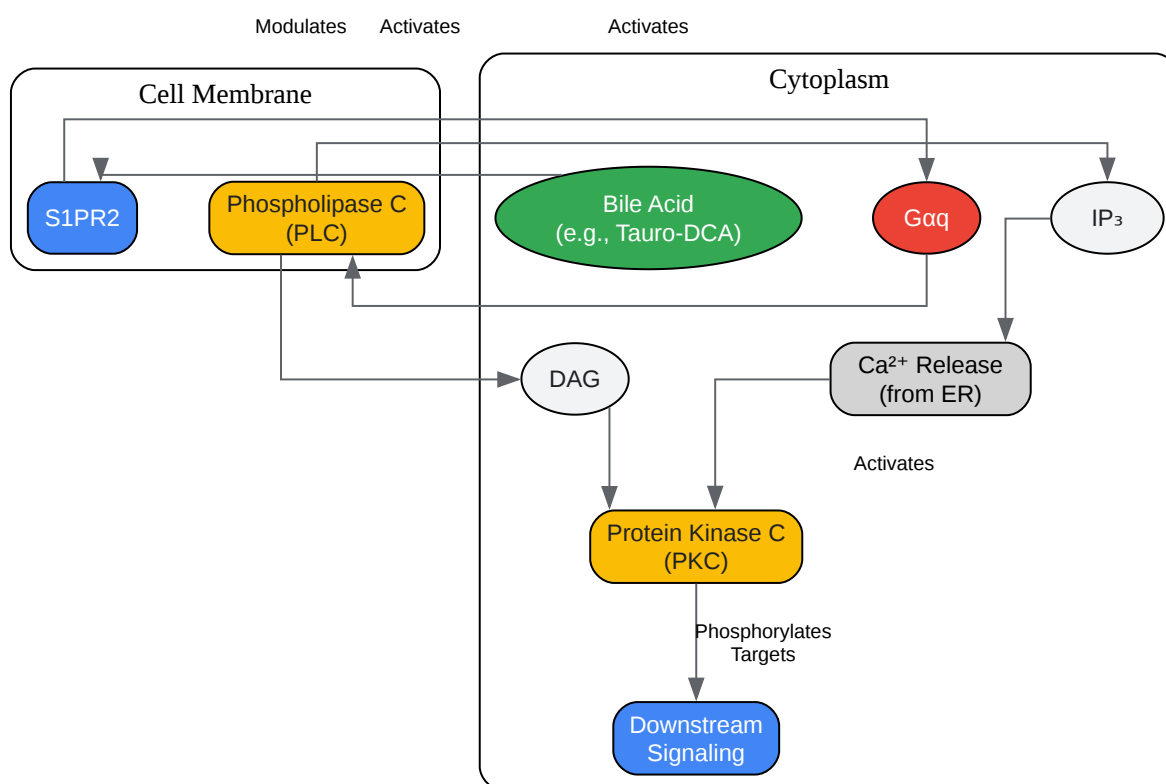 Modulates
Activates
Activates
Cell Membrane
Cytoplasm
S1PR2
Phospholipase C
(PLC)
Bile Acid
(e.g., Tauro-DCA)
Gαq
IP₃
DAG
Ca²⁺ Release
(from ER)
Activates
Protein Kinase C
(PKC)
Phosphorylates
Targets
Downstream
Signaling